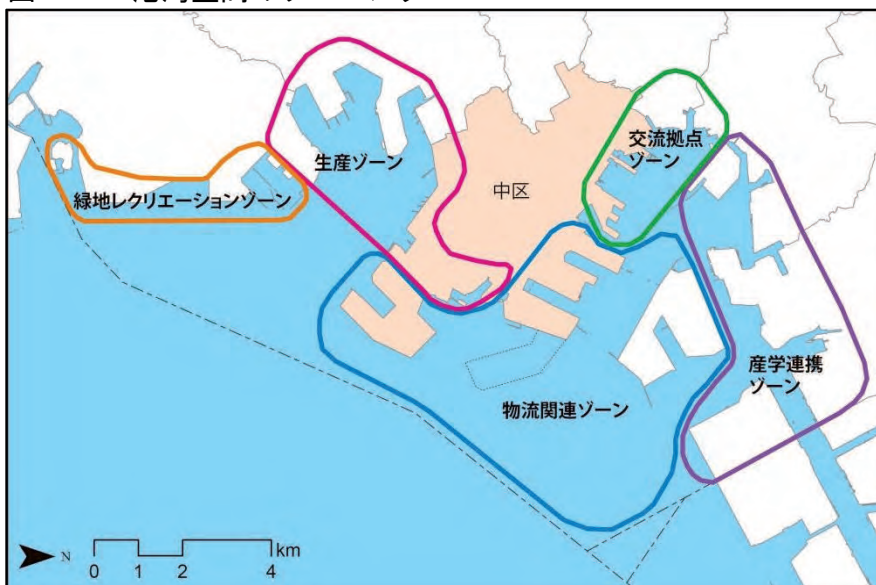 交流拠点
ゾーン
生産ゾーン
中区
緑地レクリエーションゾーン
産学連携
ゾーン
物流関連ゾーン
N
km
0 1 2 4